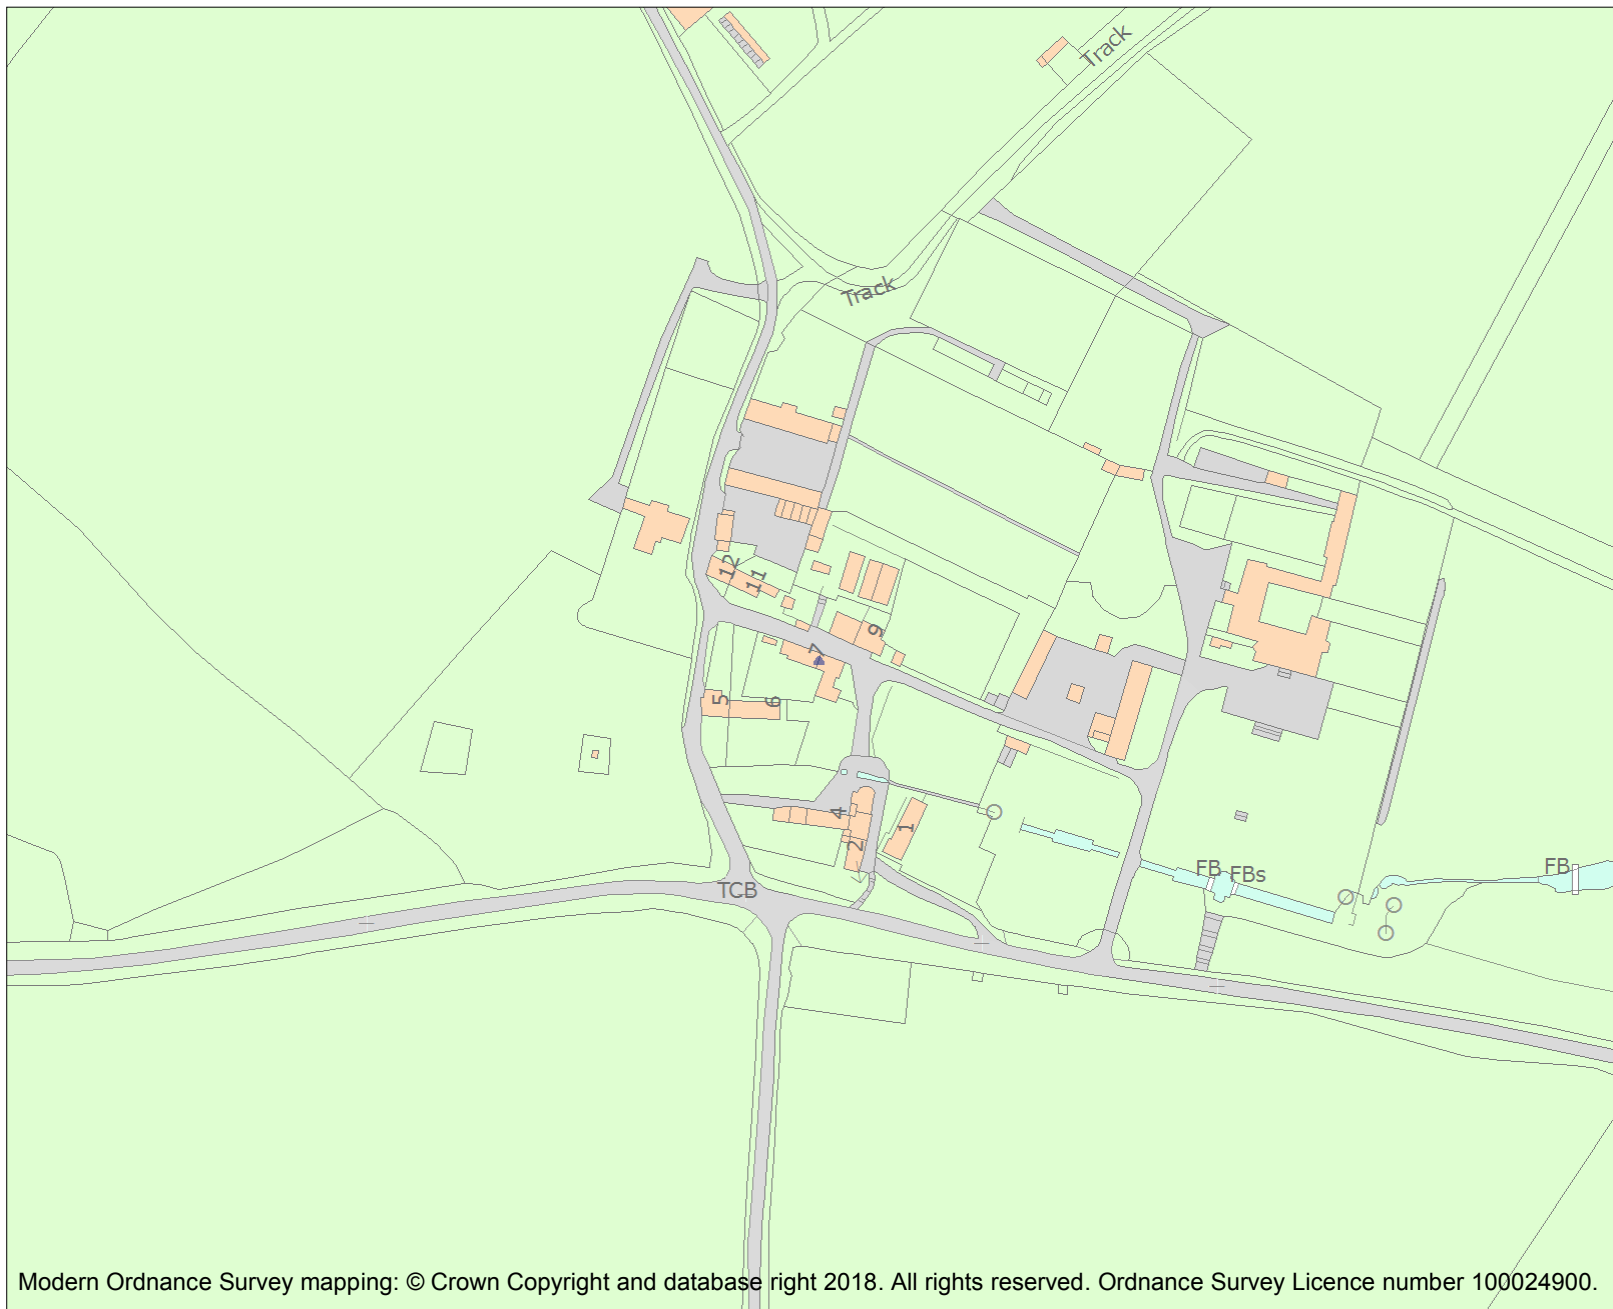 Track
Track
12
11
9
7
5
6
4
1
2
FB
FBs
FB
TCB
Modern Ordnance Survey mapping: © Crown Copyright and database right 2018. All rights reserved. Ordnance Survey Licence number 100024900.